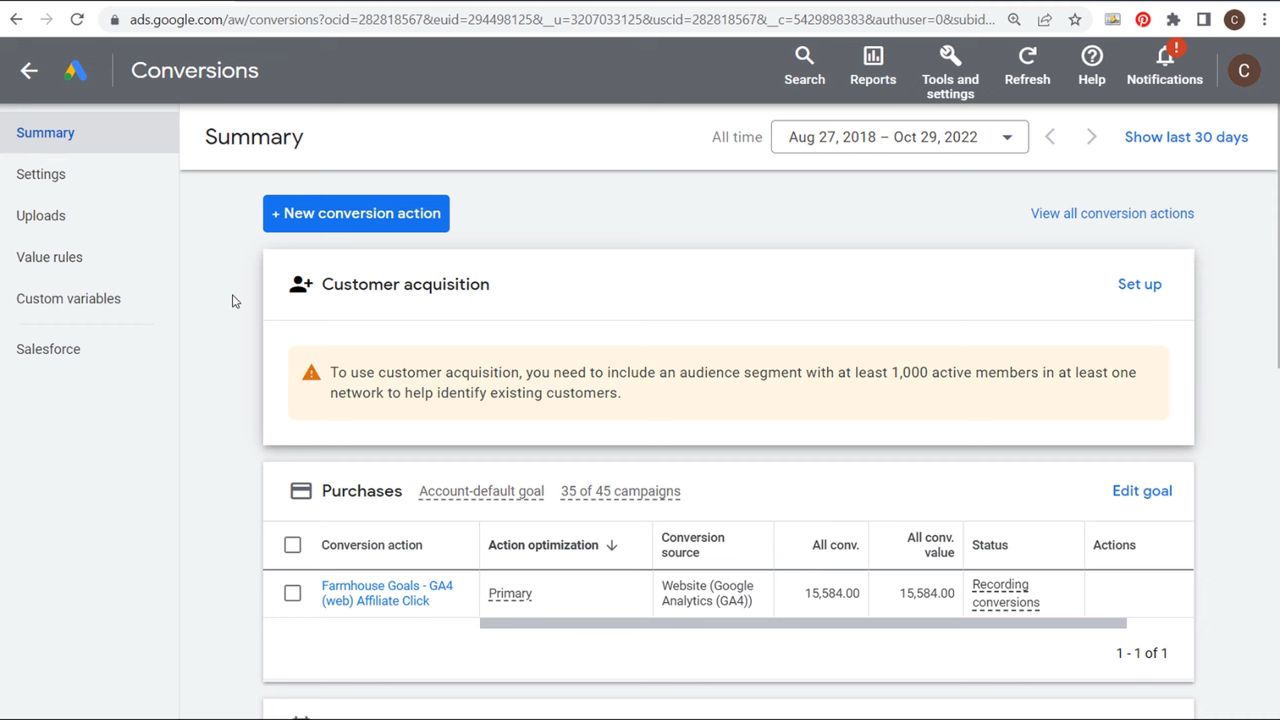 ads.google.com/aw/conversions?ocid=282818567&euid=294498125&__u=3207033125&uscid=282818567&__c=5429898383&authuser=0&subid...
C
Conversions
Search
Reports
Tools and
settings
Refresh
Help
!
Notifications
C
Summary
Settings
Uploads
Value rules
Custom variables
Salesforce
Summary
All time
Aug 27, 2018 – Oct 29, 2022
Show last 30 days
+ New conversion action
View all conversion actions
Customer acquisition
Set up
To use customer acquisition, you need to include an audience segment with at least 1,000 active members in at least one
network to help identify existing customers.
Purchases
Account-default goal
35 of 45 campaigns
Edit goal
Conversion action
Action optimization
Conversion
source
All conv.
All conv.
value
Status
Actions
Farmhouse Goals - GA4
(web) Affiliate Click
Primary
Website (Google
Analytics (GA4))
15,584.00
15,584.00
Recording
conversions
1 - 1 of 1